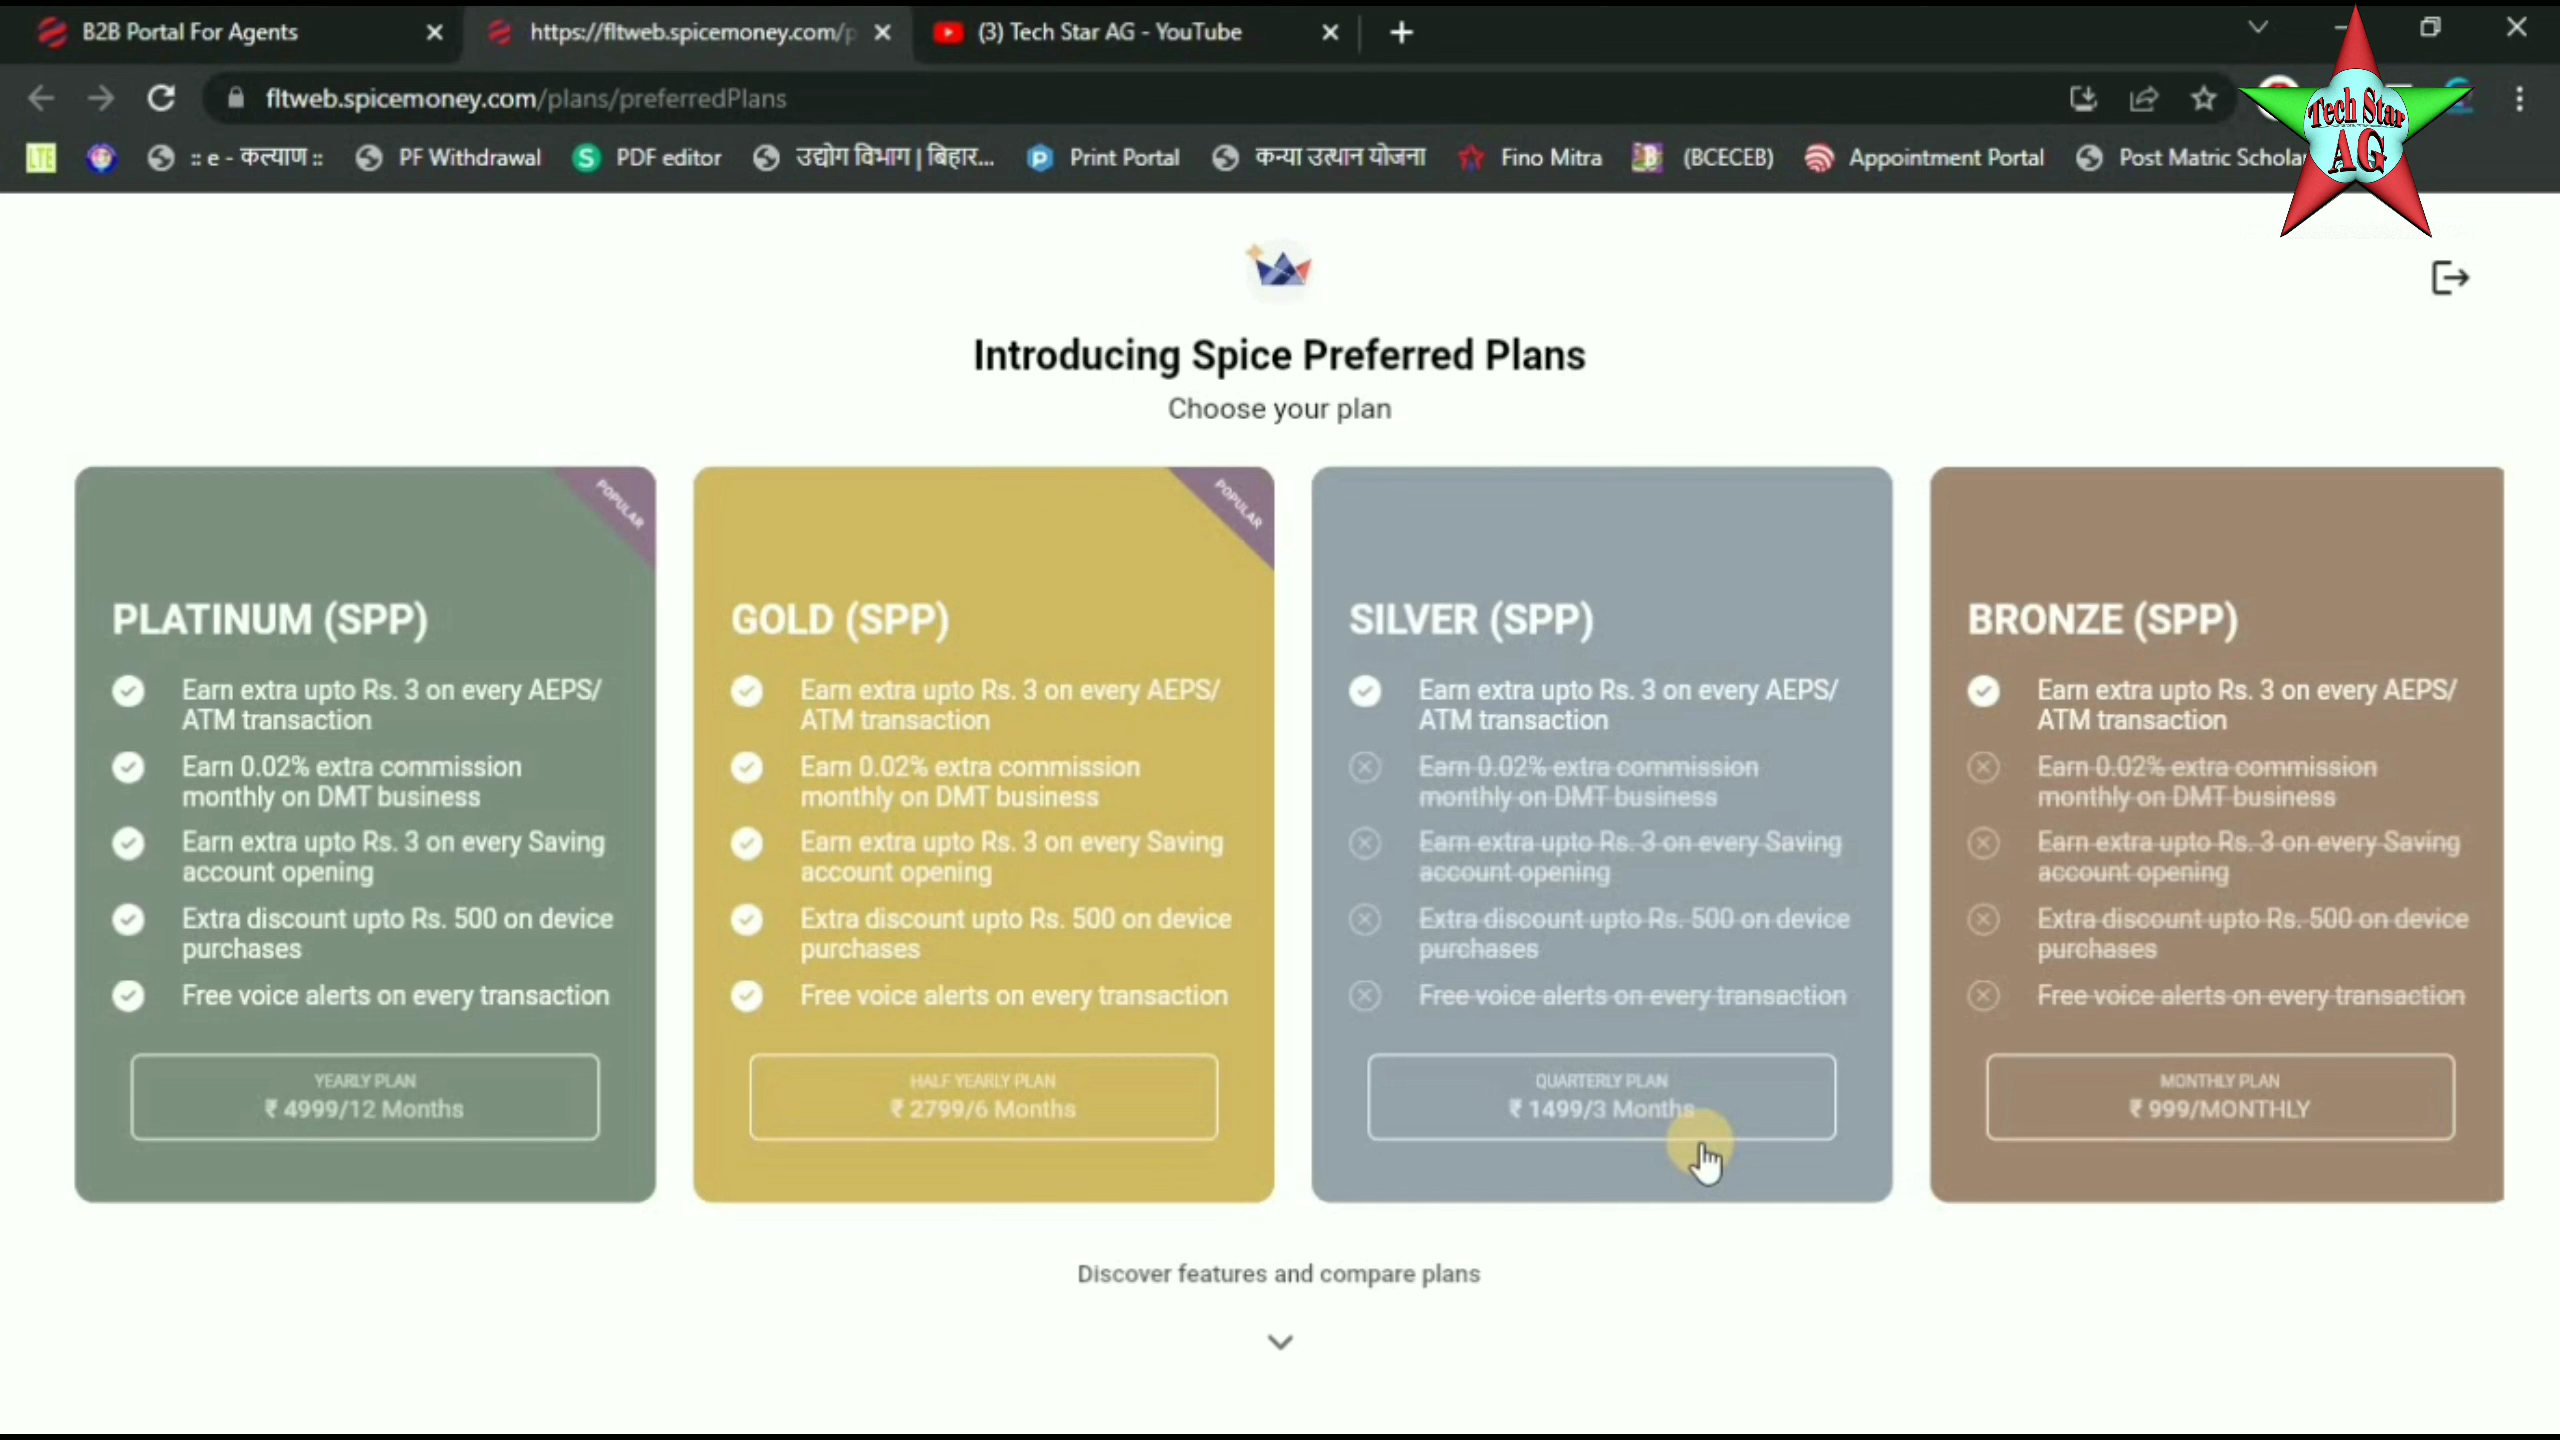 B2B Portal For Agents
https://fltweb.spicemoney.com/p
(3) Tech Star AG - YouTube
fltweb.spicemoney.com/plans/preferredPlans
Tech Star
AG
LTE
:: e - कल्याण ::
PF Withdrawal
PDF editor
उद्योग विभाग | बिहार...
Print Portal
कन्या उत्थान योजना
Fino Mitra
(BCECEB)
Appointment Portal
Post Matric Schola
Introducing Spice Preferred Plans
Choose your plan
POPULAR
PLATINUM (SPP)
Earn extra upto Rs. 3 on every AEPS/
ATM transaction
Earn 0.02% extra commission
monthly on DMT business
Earn extra upto Rs. 3 on every Saving
account opening
Extra discount upto Rs. 500 on device
purchases
Free voice alerts on every transaction
YEARLY PLAN
₹ 4999/12 Months
POPULAR
GOLD (SPP)
Earn extra upto Rs. 3 on every AEPS/
ATM transaction
Earn 0.02% extra commission
monthly on DMT business
Earn extra upto Rs. 3 on every Saving
account opening
Extra discount upto Rs. 500 on device
purchases
Free voice alerts on every transaction
HALF YEARLY PLAN
₹ 2799/6 Months
SILVER (SPP)
Earn extra upto Rs. 3 on every AEPS/
ATM transaction
Earn 0.02% extra commission
monthly on DMT business
Earn extra upto Rs. 3 on every Saving
account opening
Extra discount upto Rs. 500 on device
purchases
Free voice alerts on every transaction
QUARTERLY PLAN
₹ 1499/3 Months
BRONZE (SPP)
Earn extra upto Rs. 3 on every AEPS/
ATM transaction
Earn 0.02% extra commission
monthly on DMT business
Earn extra upto Rs. 3 on every Saving
account opening
Extra discount upto Rs. 500 on device
purchases
Free voice alerts on every transaction
MONTHLY PLAN
₹ 999/MONTHLY
Discover features and compare plans